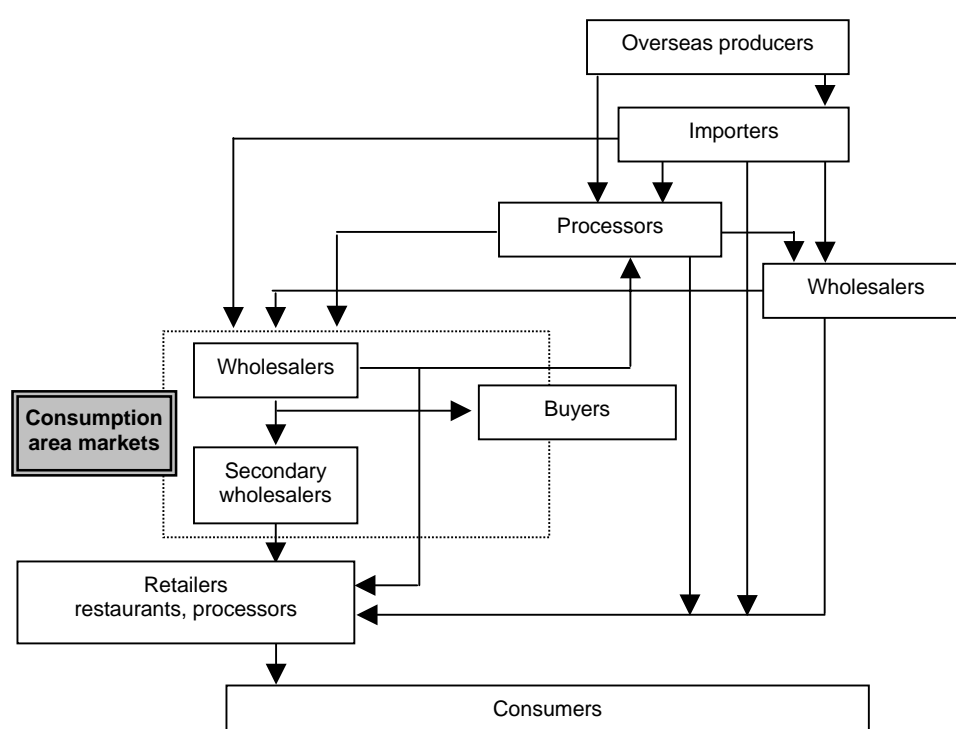 Overseas producers
Importers
Processors
Wholesalers
Wholesalers
Consumption
area markets
Buyers
Secondary
wholesalers
Retailers
restaurants, processors
Consumers